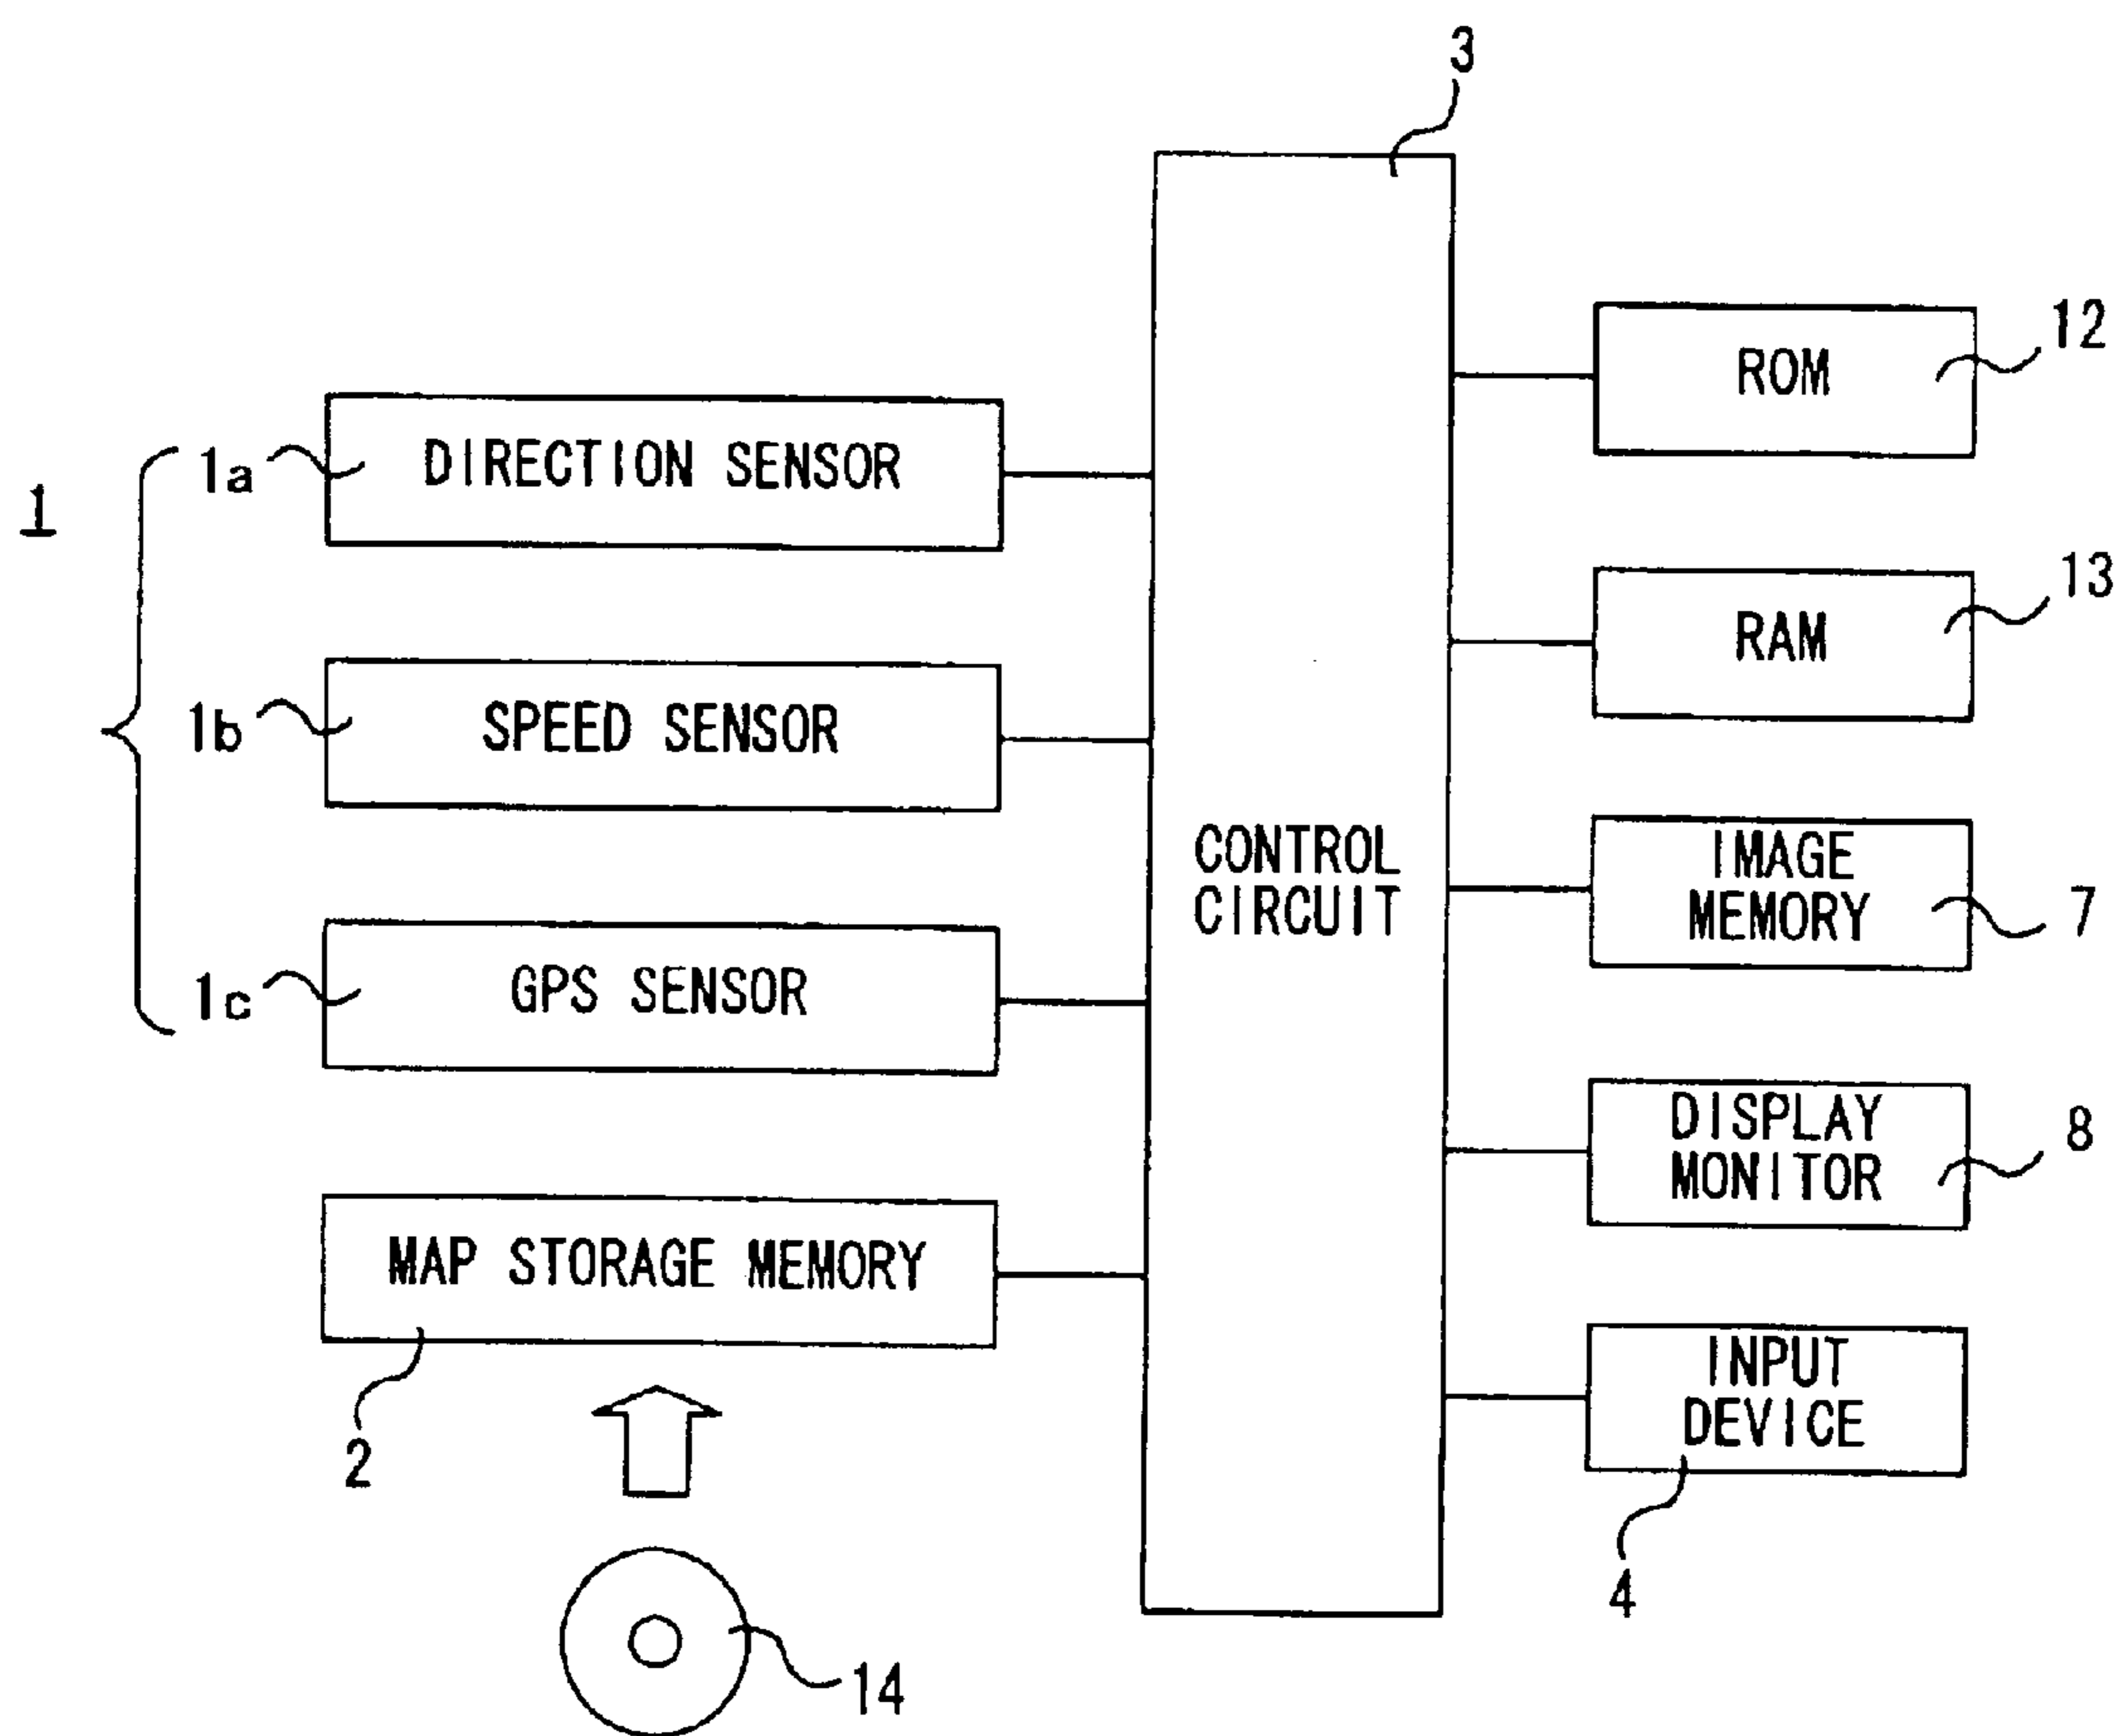 3
12
ROM
1
1a
DIRECTION SENSOR
13
RAM
1b
SPEED SENSOR
CONTROL
CIRCUIT
IMAGE
MEMORY
7
1c
GPS SENSOR
DISPLAY
MONITOR
8
MAP STORAGE MEMORY
2
INPUT
DEVICE
4
14